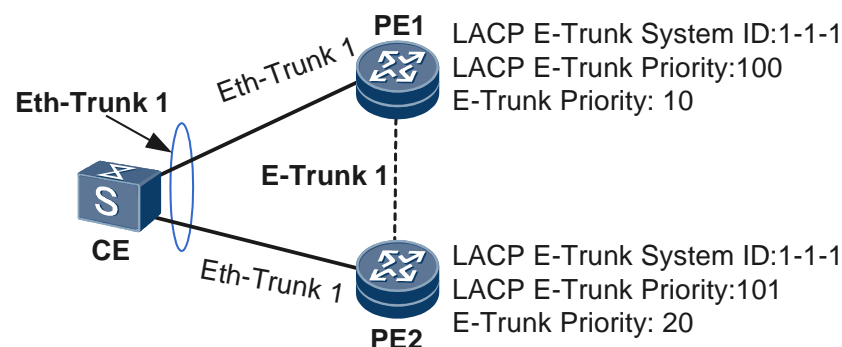 PE1
LACP E-Trunk System ID:1-1-1
LACP E-Trunk Priority:100
E-Trunk Priority: 10
Eth-Trunk 1
Eth-Trunk 1
E-Trunk 1
S
CE
Eth-Trunk 1
PE2
LACP E-Trunk System ID:1-1-1
LACP E-Trunk Priority:101
E-Trunk Priority: 20